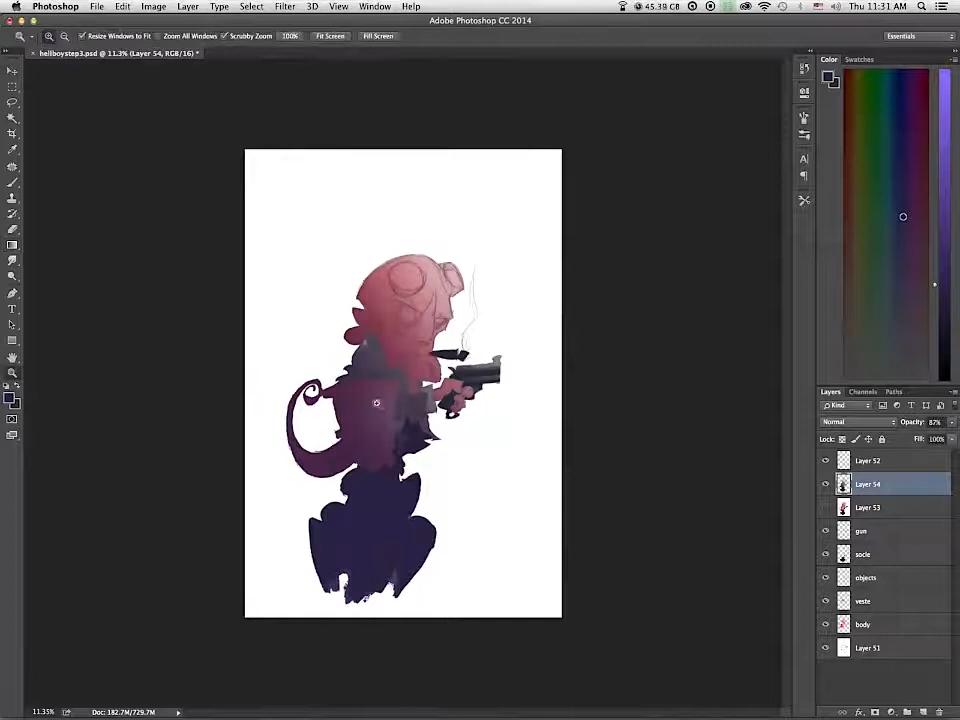 Photoshop File Edit Image Layer Type Select Filter 3D View Window Help 45.39 GB Thu 11:31 AM
Adobe Photoshop CC 2014
Resize Windows to Fit Zoom All Windows Scrubby Zoom 100% Fit Screen Fill Screen Essentials
hellboystep3.psd @ 11.3% (Layer 54, RGB/16) *
Color Swatches
Layers Channels Paths
Kind
Normal Opacity: 87%
Lock: Fill: 100%
Layer 52
Layer 54
Layer 53
gun
socle
objects
veste
body
Layer 51
11.35% Doc: 182.7M/729.7M